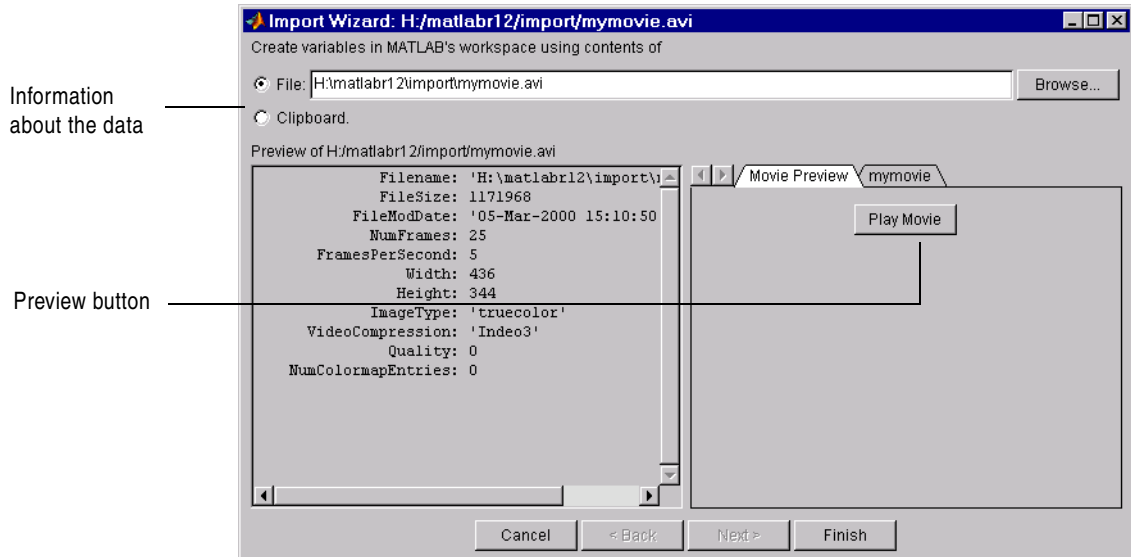 Import Wizard: H:/matlabr12/import/mymovie.avi
Create variables in MATLAB's workspace using contents of
File: H:\matlabr12\import\mymovie.avi Browse...
Information
about the data
Clipboard.
Preview of H:/matlabr12/import/mymovie.avi
Filename: 'H:\matlabr12\import\
FileSize: 1171968
FileModDate: '05-Mar-2000 15:10:50
NumFrames: 25
FramesPerSecond: 5
Width: 436
Height: 344
ImageType: 'truecolor'
VideoCompression: 'Indeo3'
Quality: 0
NumColormapEntries: 0
Movie Preview mymovie
Play Movie
Preview button
Cancel < Back Next > Finish